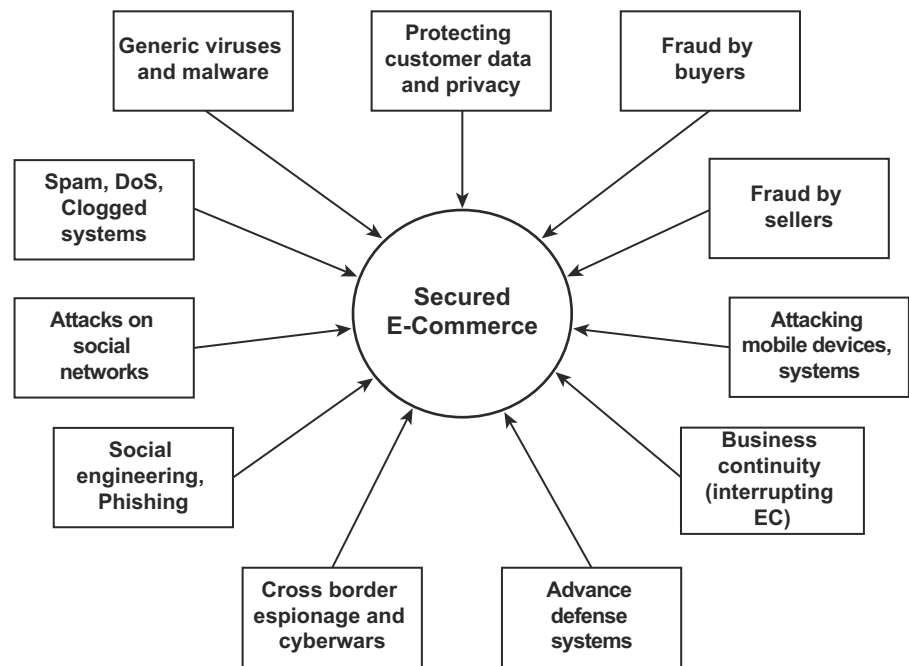 Generic viruses
and malware
Protecting
customer data
and privacy
Fraud by
buyers
Spam, DoS,
Clogged
systems
Fraud by
sellers
Secured
E-Commerce
Attacks on
social
networks
Attacking
mobile devices,
systems
Social
engineering,
Phishing
Business
continuity
(interrupting
EC)
Cross border
espionage and
cyberwars
Advance
defense
systems